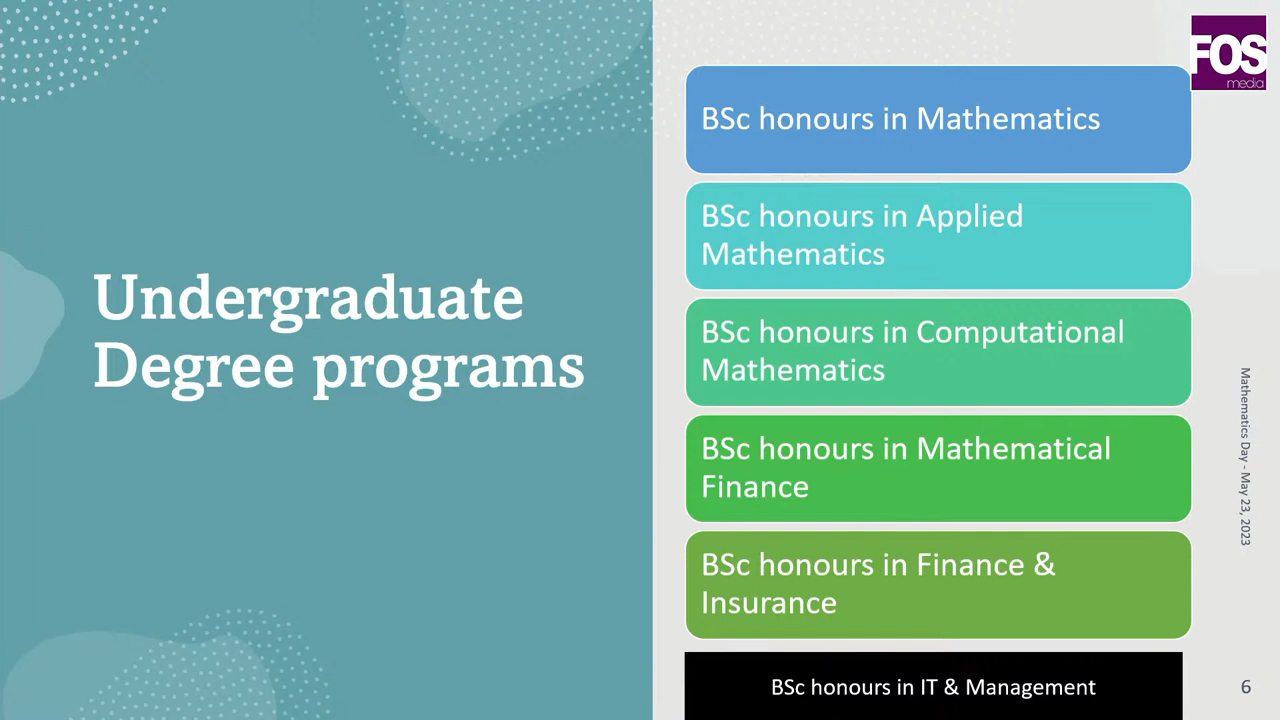 Undergraduate
Degree programs
FOS
media
BSc honours in Mathematics
BSc honours in Applied
Mathematics
BSc honours in Computational
Mathematics
BSc honours in Mathematical
Finance
BSc honours in Finance &
Insurance
BSc honours in IT & Management
Mathematics Day - May 23, 2023
6